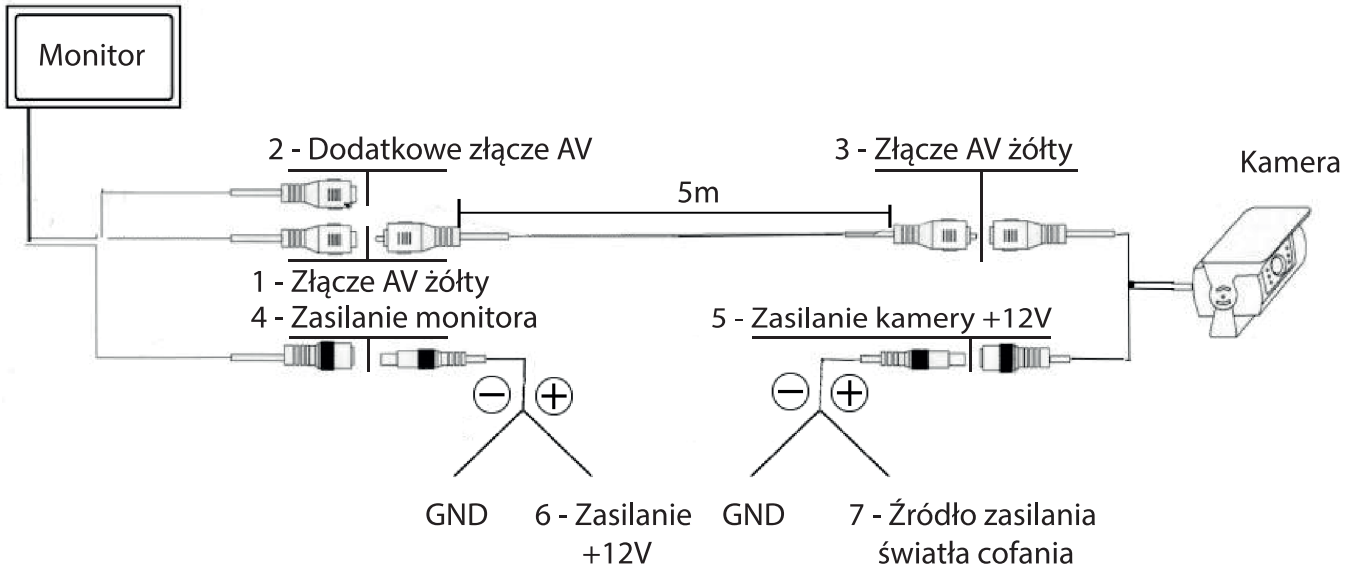 Monitor
2 - Dodatkowe złącze AV
3 - Złącze AV żółty
Kamera
5m
1 - Złącze AV żółty
4 - Zasilanie monitora
5 - Zasilanie kamery +12V
− +
− +
GND
6 - Zasilanie
+12V
GND
7 - Źródło zasilania
światła cofania